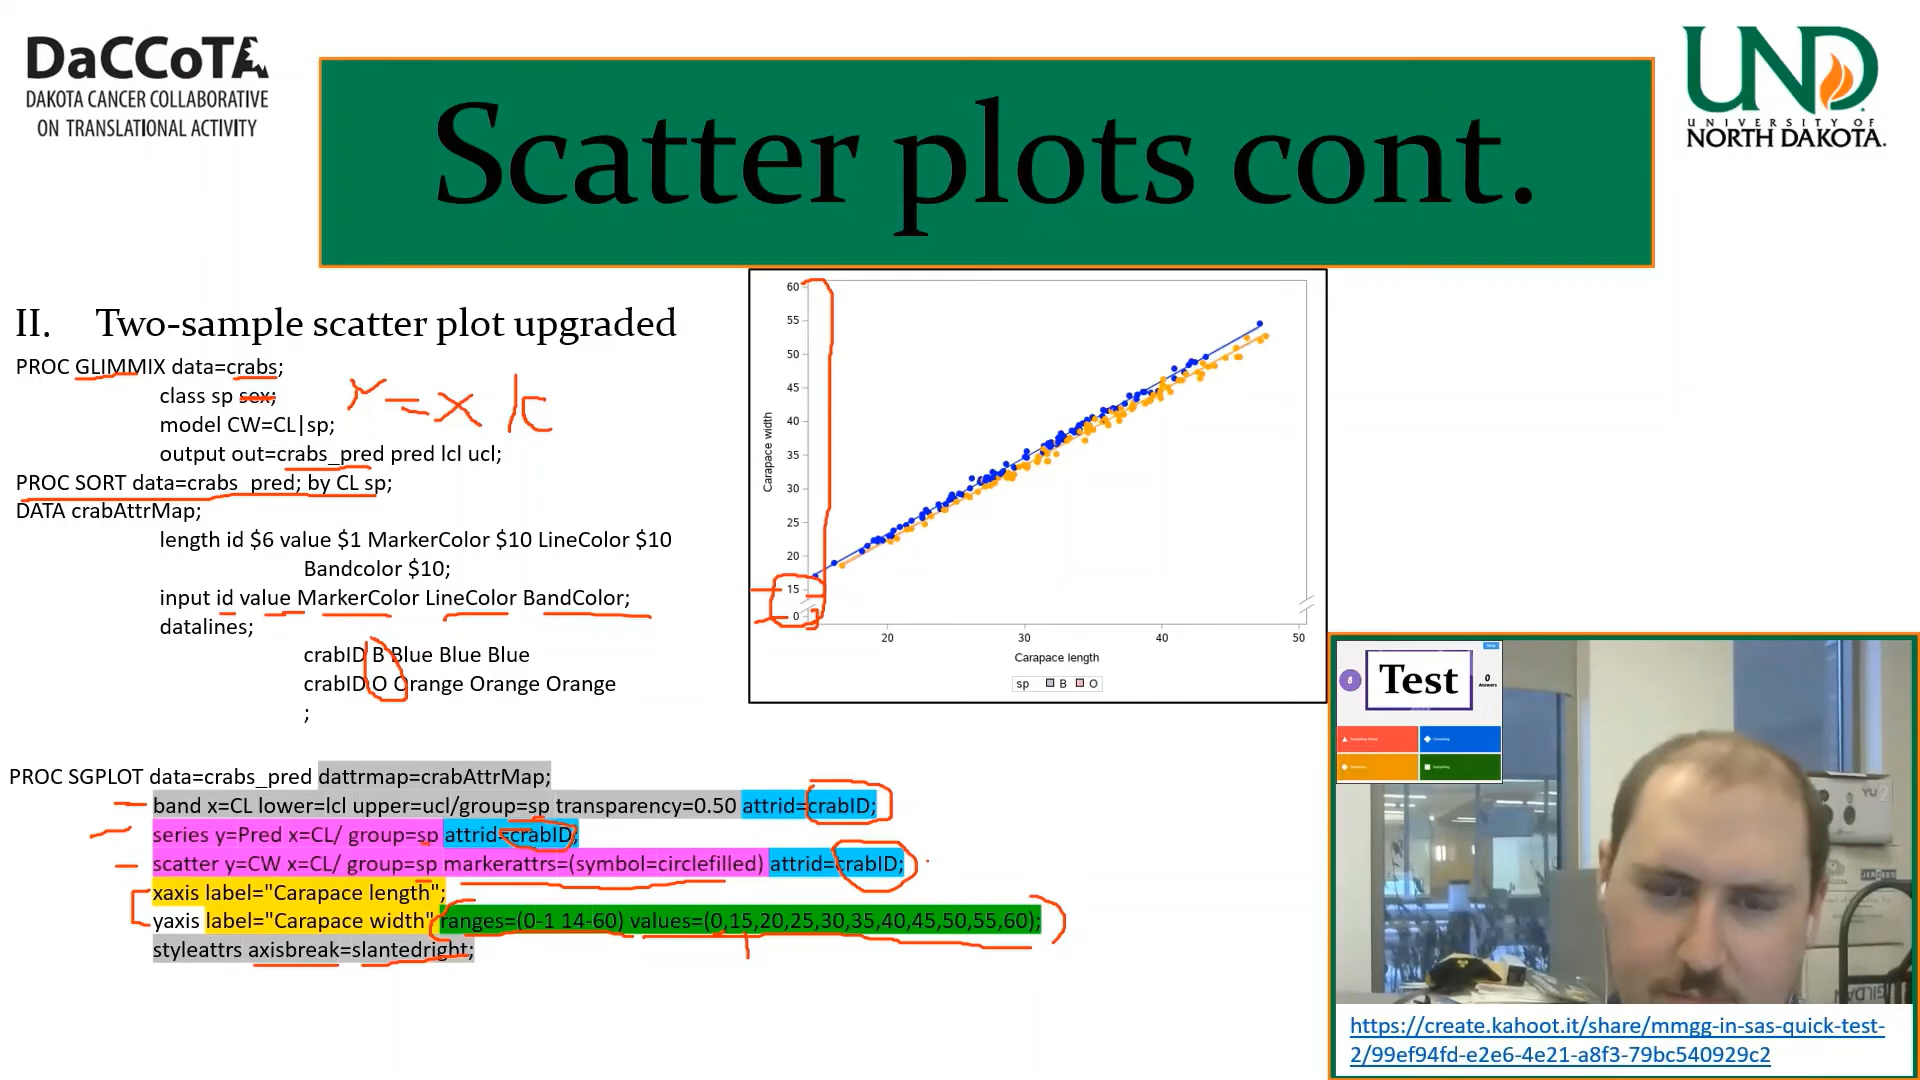 DaCCoTA
DAKOTA CANCER COLLABORATIVE
ON TRANSLATIONAL ACTIVITY
Scatter plots cont.
UND
UNIVERSITY OF
NORTH DAKOTA.
II. Two-sample scatter plot upgraded
PROC GLIMMIX data=crabs;
class sp sex;
model CW=CL|sp;
output out=crabs_pred pred lcl ucl;
PROC SORT data=crabs_pred; by CL sp;
DATA crabAttrMap;
length id $6 value $1 MarkerColor $10 LineColor $10
Bandcolor $10;
input id value MarkerColor LineColor BandColor;
datalines;
crabID B Blue Blue Blue
crabID O Orange Orange Orange
;
PROC SGPLOT data=crabs_pred dattrmap=crabAttrMap;
band x=CL lower=lcl upper=ucl/group=sp transparency=0.50 attrid=crabID;
series y=Pred x=CL/ group=sp attrid=crabID;
scatter y=CW x=CL/ group=sp markerattrs=(symbol=circlefilled) attrid=crabID;
xaxis label="Carapace length";
yaxis label="Carapace width" ranges=(0-1 14-60) values=(0,15,20,25,30,35,40,45,50,55,60);
styleattrs axisbreak=slantedright;
60
55
50
45
40
35
30
25
20
15
0
Carapace width
20 30 40 50
Carapace length
sp B O
8
Test
0
Answers
https://create.kahoot.it/share/mmgg-in-sas-quick-test-
2/99ef94fd-e2e6-4e21-a8f3-79bc540929c2